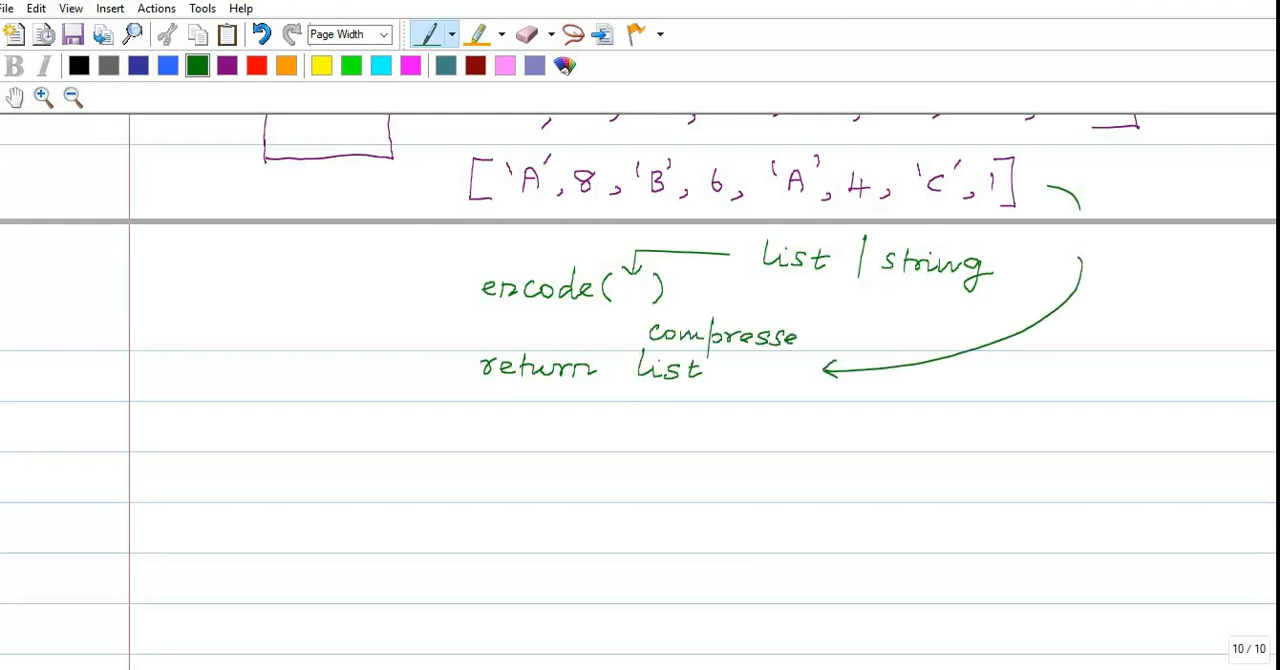 File Edit View Insert Actions Tools Help
Page Width
B I
['A', 8, 'B', 6, 'A', 4, 'C', 1]
list / string
encode( )
compresse
return list
10 / 10